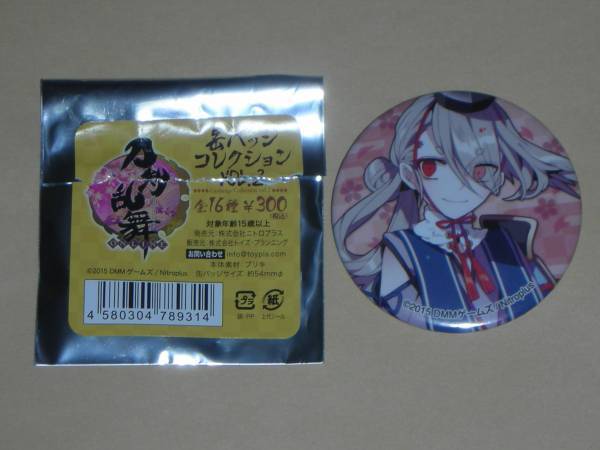 刀剣乱舞
ONLINE
缶バッジ
コレクション
VOL.2
全16種 ¥300
(税込)
対象年齢15歳以上
発売元:株式会社ニトロプラス
販売元:株式会社トイズ・プランニング
お問い合わせ info@toypla.com
本体素材:ブリキ
缶バッジサイズ:約54mmφ
©2015 DMMゲームズ / Nitroplus
4 580304 789314
プラ 紙
袋:PP 上代シール
©2015 DMMゲームズ / Nitroplus